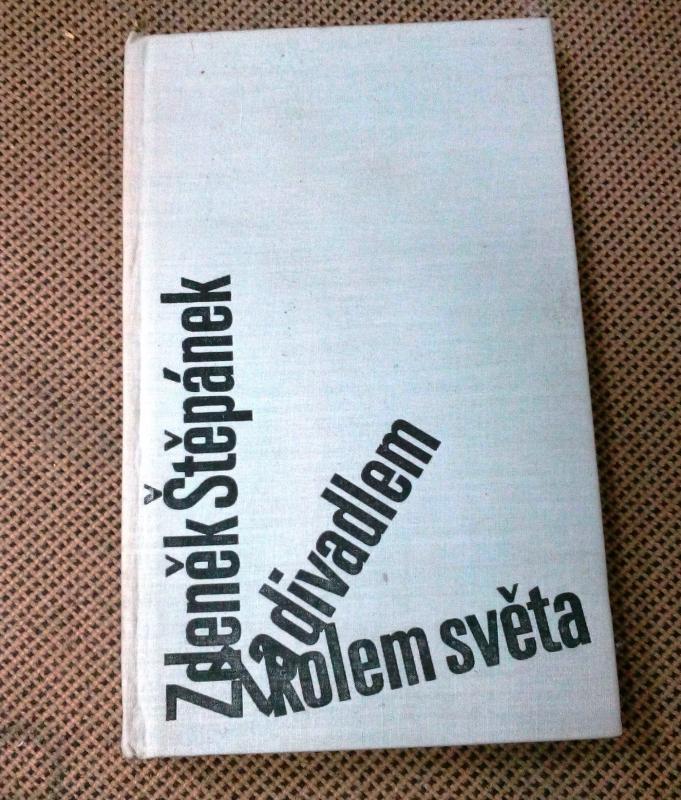 Zdeněk Štěpánek
Za divadlem
kolem světa